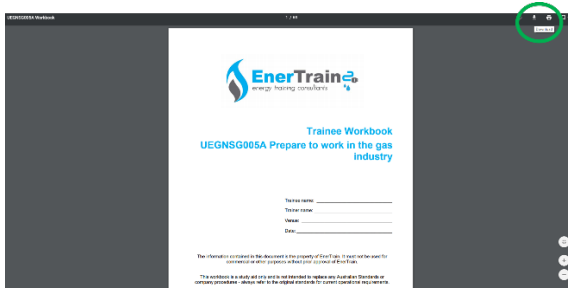 UEGNSG005A Workbook
Download
EnerTrain
energy training consultants
Trainee Workbook
UEGNSG005A Prepare to work in the gas
industry
Trainee name:
Trainer name:
Venue:
Date:
The information contained in this document is the property of EnerTrain. It must not be used for
commercial or other purposes without prior approval of EnerTrain.
This workbook is a study aid only and is not intended to replace any Australian Standards or
company procedures - always refer to the original standards for current operational requirements.